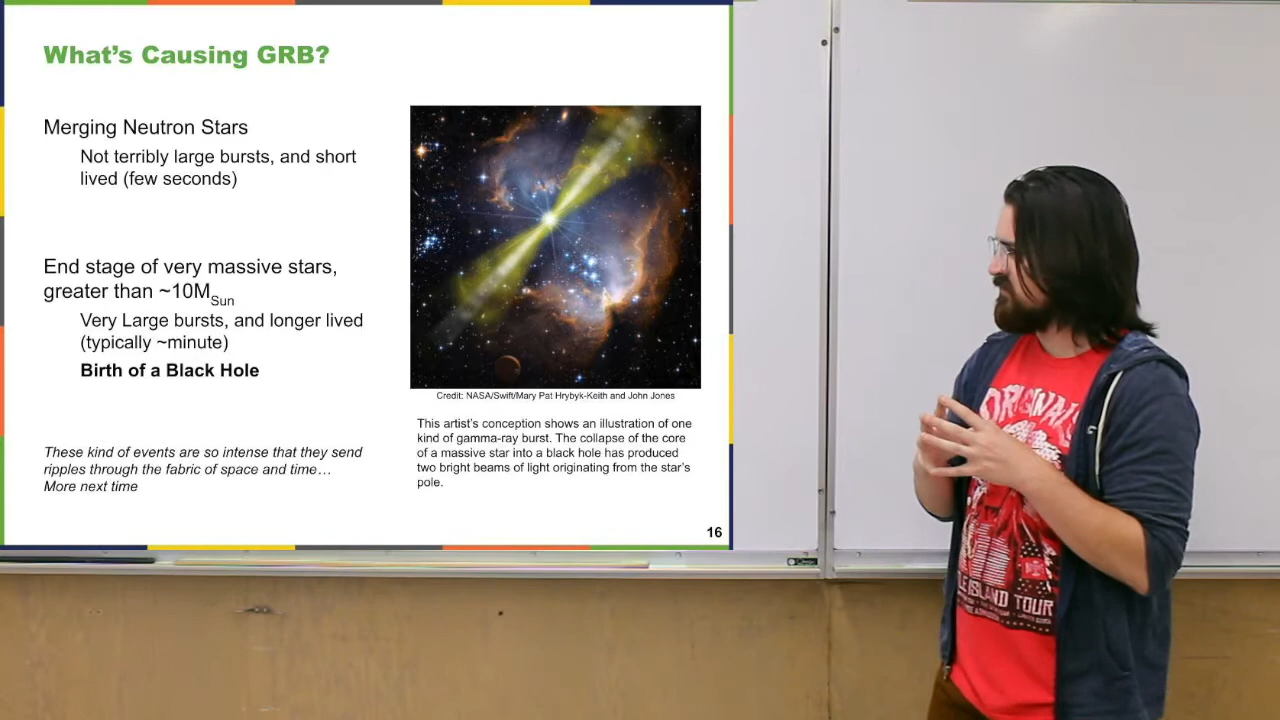 What's Causing GRB?
Merging Neutron Stars
Not terribly large bursts, and short
lived (few seconds)
End stage of very massive stars,
greater than ~10MSun
Very Large bursts, and longer lived
(typically ~minute)
Birth of a Black Hole
These kind of events are so intense that they send
ripples through the fabric of space and time…
More next time
Credit: NASA/Swift/Mary Pat Hrybyk-Keith and John Jones
This artist's conception shows an illustration of one
kind of gamma-ray burst. The collapse of the core
of a massive star into a black hole has produced
two bright beams of light originating from the star's
pole.
16
ORIGINALS
ISLAND TOUR